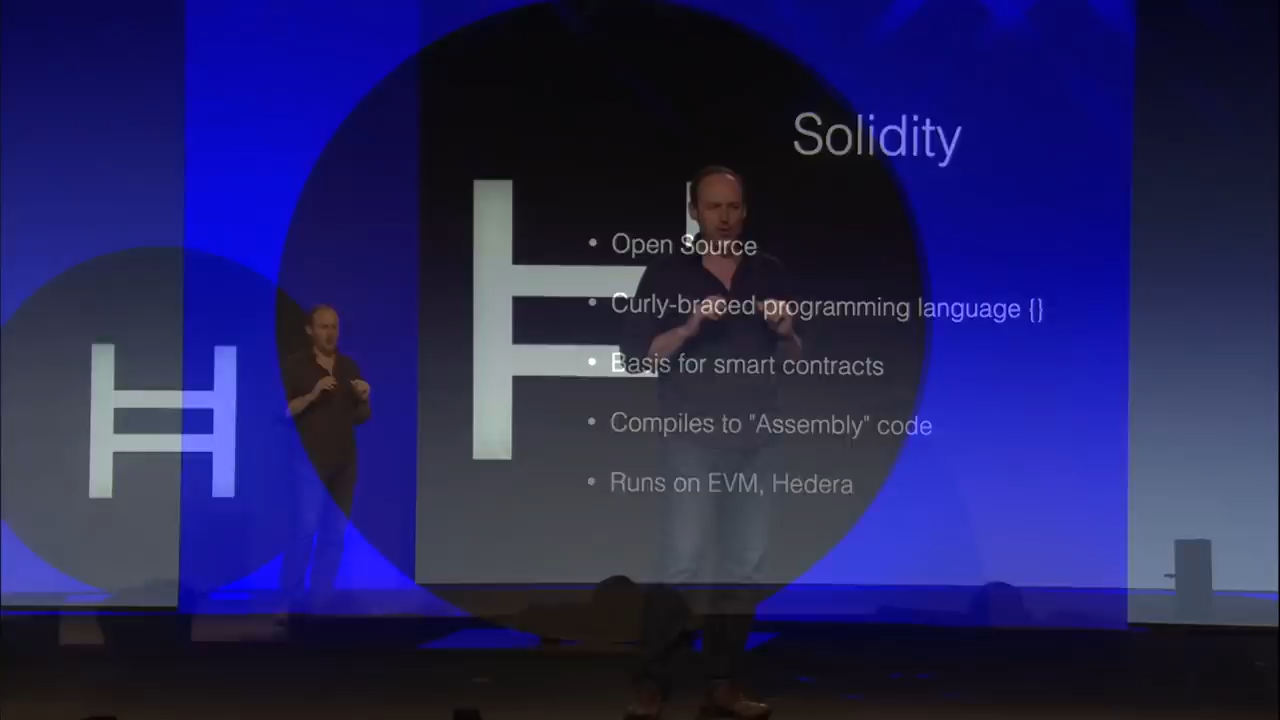 Solidity
• Open Source
• Curly-braced programming language {}
• Basis for smart contracts
• Compiles to "Assembly" code
• Runs on EVM, Hedera